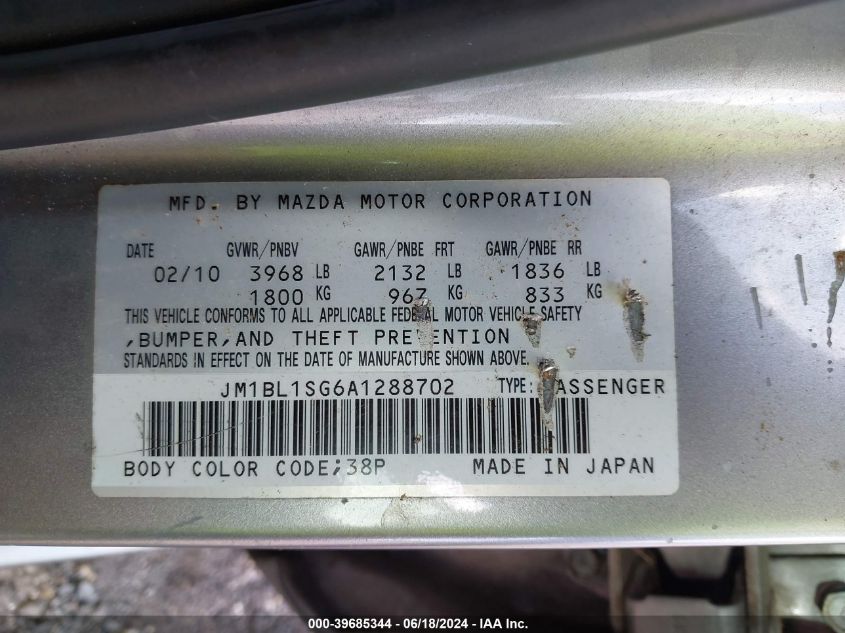 MFD. BY MAZDA MOTOR CORPORATION
DATE GVWR/PNBV GAWR/PNBE FRT GAWR/PNBE RR
02/10 3968 LB 2132 LB 1836 LB
1800 KG 967 KG 833 KG
THIS VEHICLE CONFORMS TO ALL APPLICABLE FEDERAL MOTOR VEHICLE SAFETY
,BUMPER,AND THEFT PREVENTION
STANDARDS IN EFFECT ON THE DATE OF MANUFACTURE SHOWN ABOVE.
JM1BL1SG6A1288702 TYPE: PASSENGER
BODY COLOR CODE;38P MADE IN JAPAN
000-39685344 - 06/18/2024 - IAA Inc.